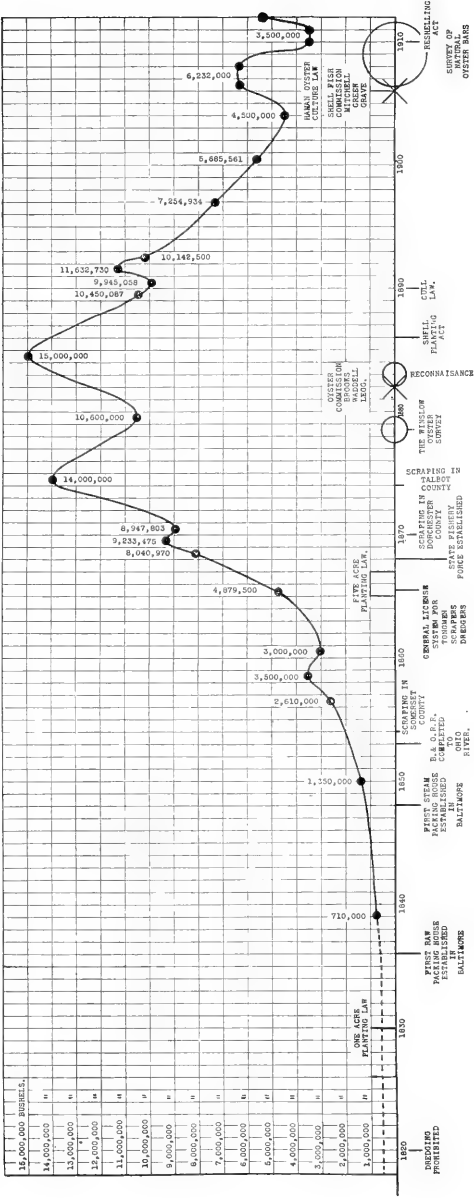 15,000,000 BUSHELS.
14,000,000 "
13,000,000 "
12,000,000 "
11,000,000 "
10,000,000 "
9,000,000 "
8,000,000 "
7,000,000 "
6,000,000 "
5,000,000 "
4,000,000 "
3,000,000 "
2,000,000 "
1,000,000 "
710,000
1,350,000
2,610,000
3,500,000
3,000,000
4,879,500
8,040,970
9,233,475
8,947,803
14,000,000
10,600,000
15,000,000
10,450,087
9,945,058
11,632,730
10,142,500
7,254,934
5,685,561
4,500,000
6,232,000
3,500,000
1820
1830
1840
1850
1860
1870
1880
1890
1900
1910
DREDGING
PROHIBITED
ONE ACRE
PLANTING LAW
FIRST RAW
PACKING HOUSE
ESTABLISHED
IN
BALTIMORE
FIRST STEAM
PACKING HOUSE
ESTABLISHED
IN
BALTIMORE
B. & O.R.R.
COMPLETED
TO
OHIO
RIVER.
SCRAPING IN
SOMERSET
COUNTY
GENERAL LICENSE
SYSTEM FOR
TONGMEN
SCRAPERS
DREDGERS
FIVE ACRE
PLANTING LAW.
STATE FISHERY
FORCE ESTABLISHED
SCRAPING IN
DORCHESTER
COUNTY
SCRAPING IN
TALBOT
COUNTY
THE WINSLOW
OYSTER
SURVEY
OYSTER
COMMISSION
BROOKS
WADDELL
LEGG.
RECONNAISANCE
SHELL
PLANTING
ACT
CULL
LAW.
HAMAN OYSTER
CULTURE LAW
SHELL FISH
COMMISSION
MITCHELL
GREEN
GRAVE
RESHELLING
ACT
SURVEY OF
NATURAL
OYSTER BARS